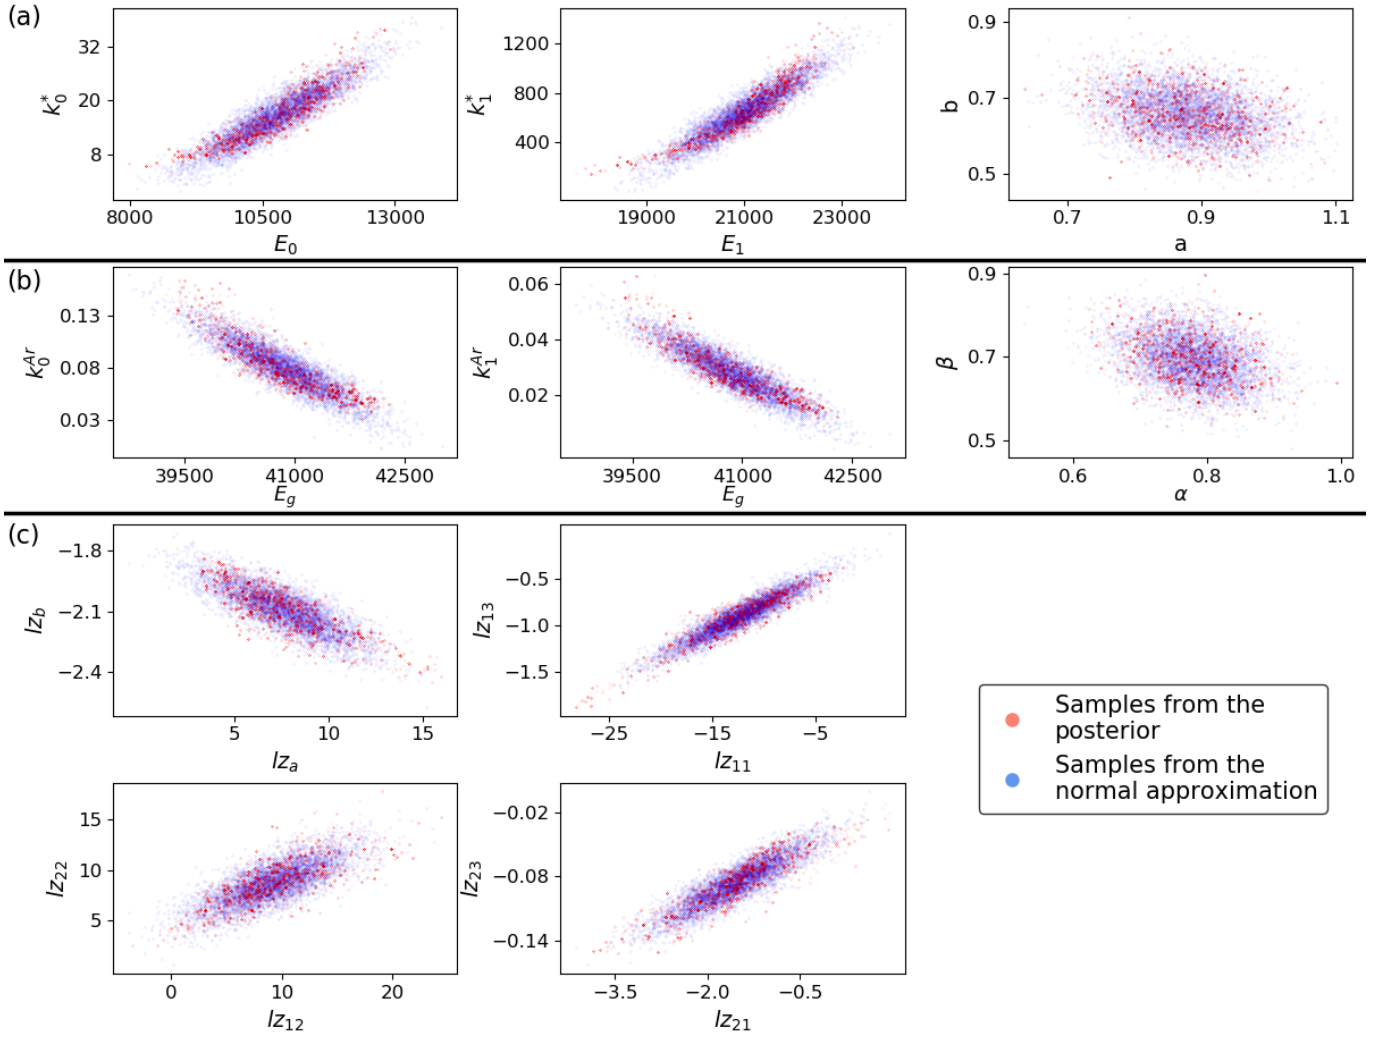 (a)
32
20
8
k*0
8000 10500 13000
E0
1200
800
400
k*1
19000 21000 23000
E1
0.9
0.7
0.5
b
0.7 0.9 1.1
a
(b)
0.13
0.08
0.03
kAr0
39500 41000 42500
Eg
0.06
0.04
0.02
kAr1
39500 41000 42500
Eg
0.9
0.7
0.5
β
0.6 0.8 1.0
α
(c)
−1.8
−2.1
−2.4
lzb
5 10 15
lza
−0.5
−1.0
−1.5
lz13
−25 −15 −5
lz11
15
10
5
lz22
0 10 20
lz12
−0.02
−0.08
−0.14
lz23
−3.5 −2.0 −0.5
lz21
Samples from the
posterior
Samples from the
normal approximation